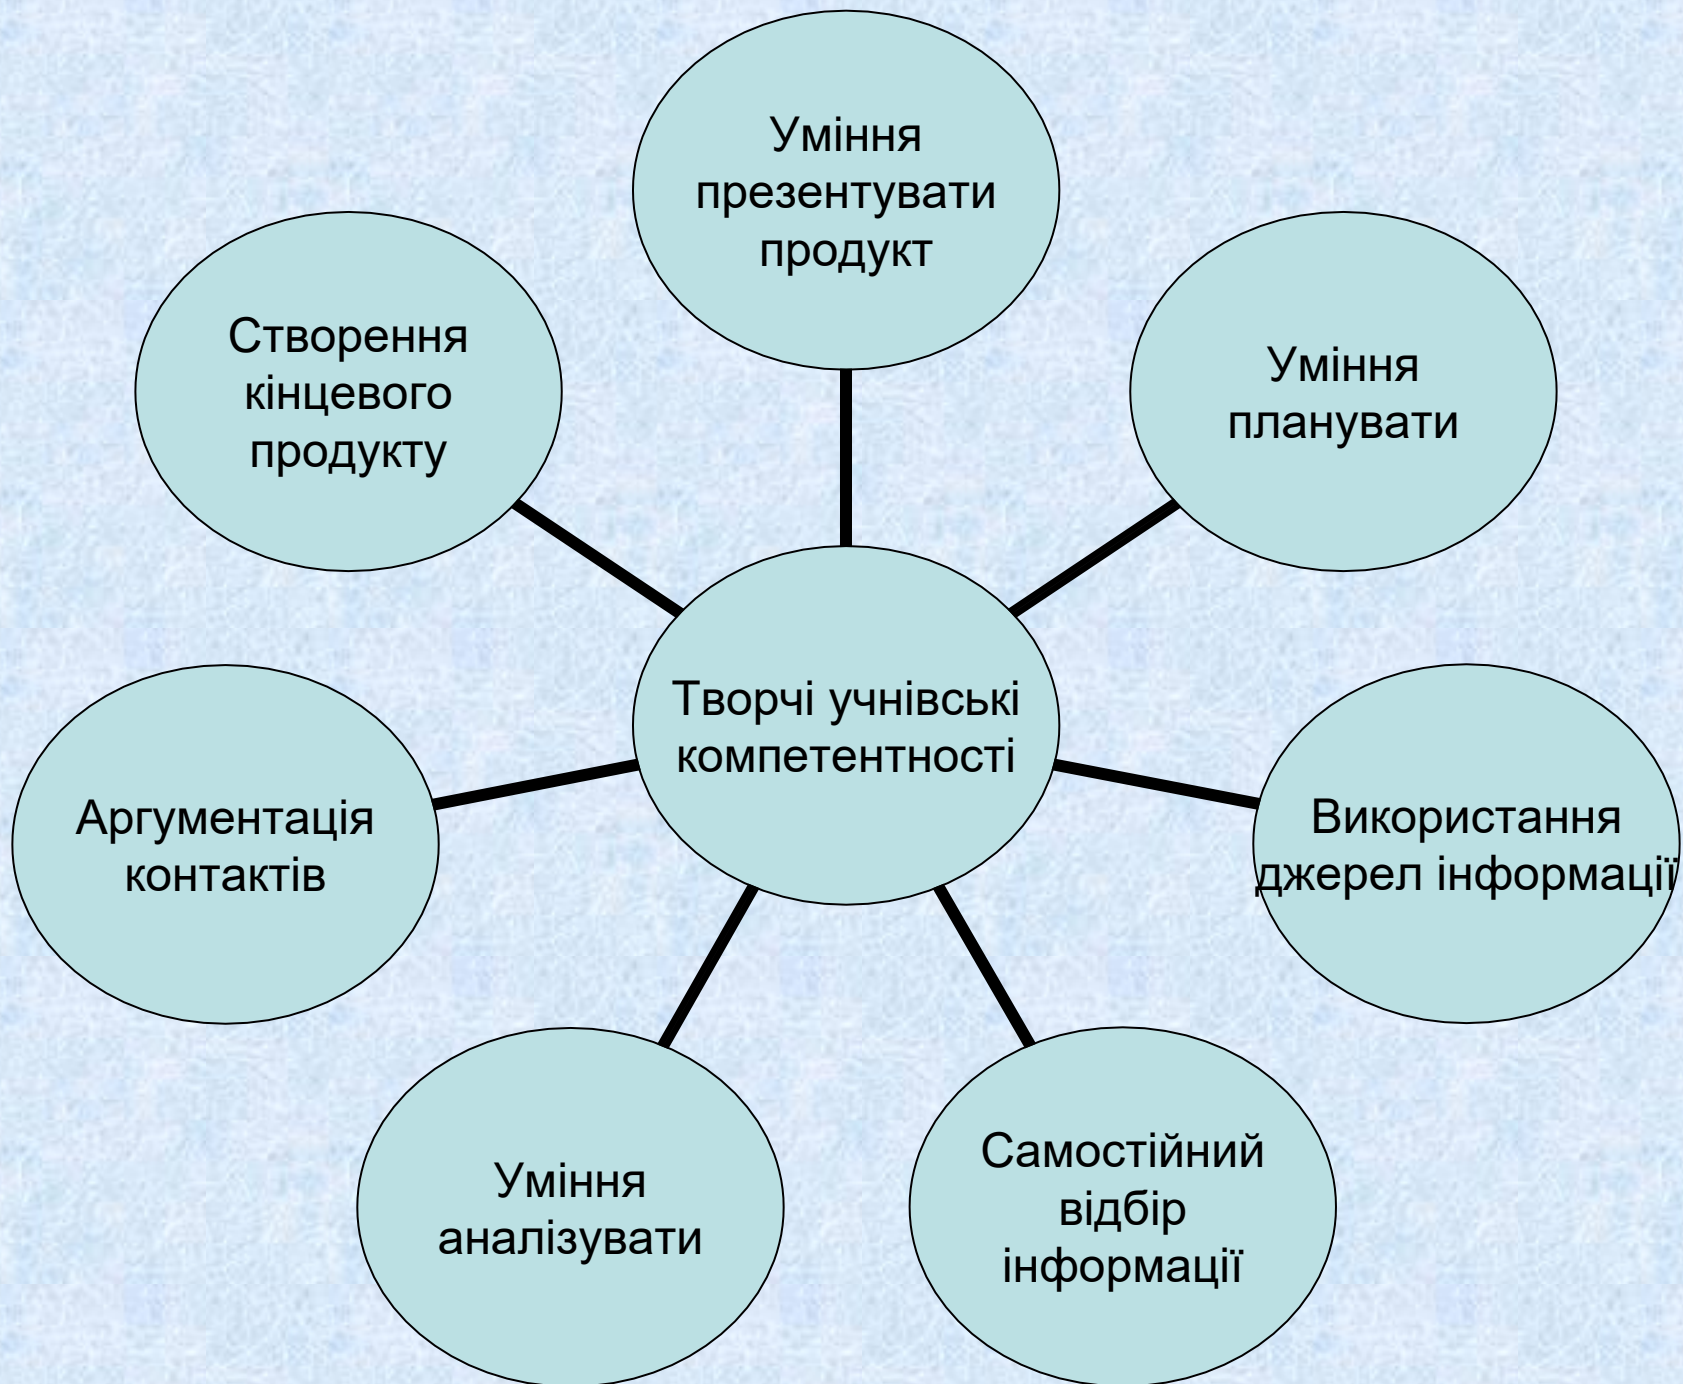 Уміння
презентувати
продукт
Створення
кінцевого
продукту
Уміння
планувати
Творчі учнівські
компетентності
Аргументація
контактів
Використання
джерел інформації
Уміння
аналізувати
Самостійний
відбір
інформації